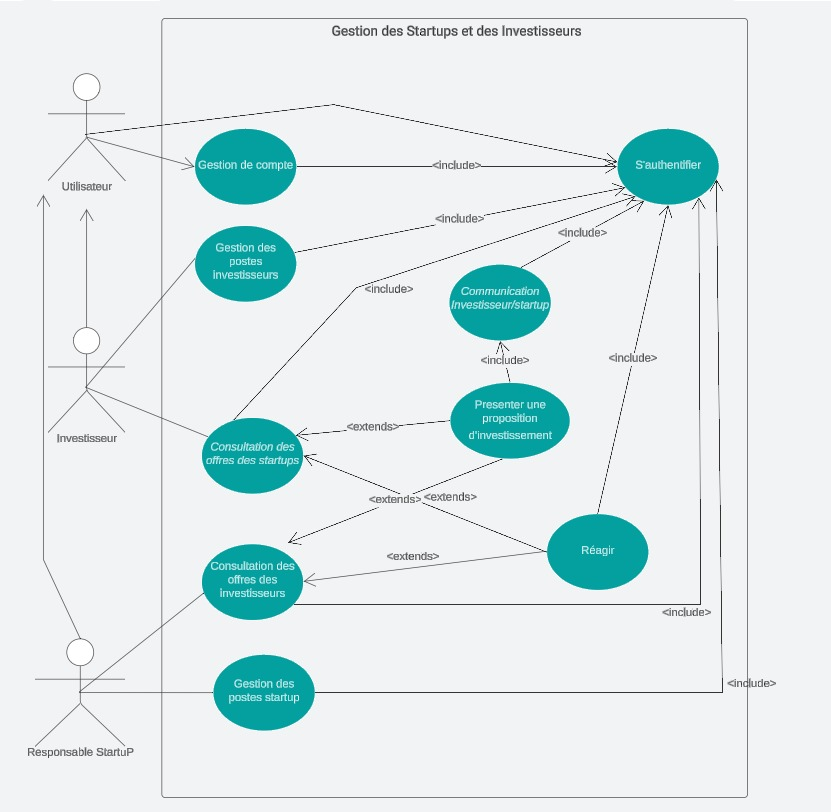 Gestion des Startups et des Investisseurs
Utilisateur
Gestion de compte
<include>
S'authentifier
Gestion des
postes
investisseurs
<include>
<include>
Communication
Investisseur/startup
<include>
<include>
<include>
Investisseur
Presenter une
proposition
d'investissement
<extends>
Consultation des
offres des startups
<extends>
<extends>
Réagir
<extends>
Consultation des
offres des
investisseurs
<include>
Gestion des
postes startup
<include>
Responsable StartuP